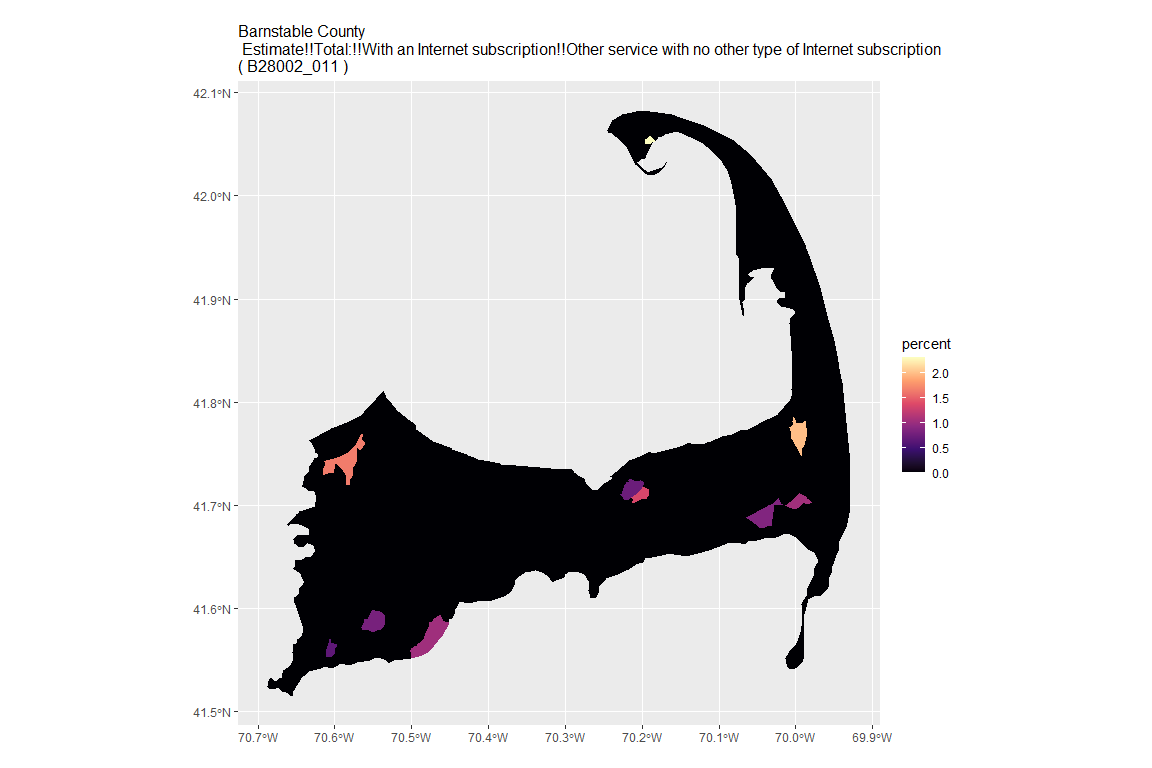 Barnstable County
Estimate!!Total:!!With an Internet subscription!!Other service with no other type of Internet subscription
( B28002_011 )
42.1°N
42.0°N
41.9°N
41.8°N
41.7°N
41.6°N
41.5°N
70.7°W 70.6°W 70.5°W 70.4°W 70.3°W 70.2°W 70.1°W 70.0°W 69.9°W
percent
2.0
1.5
1.0
0.5
0.0